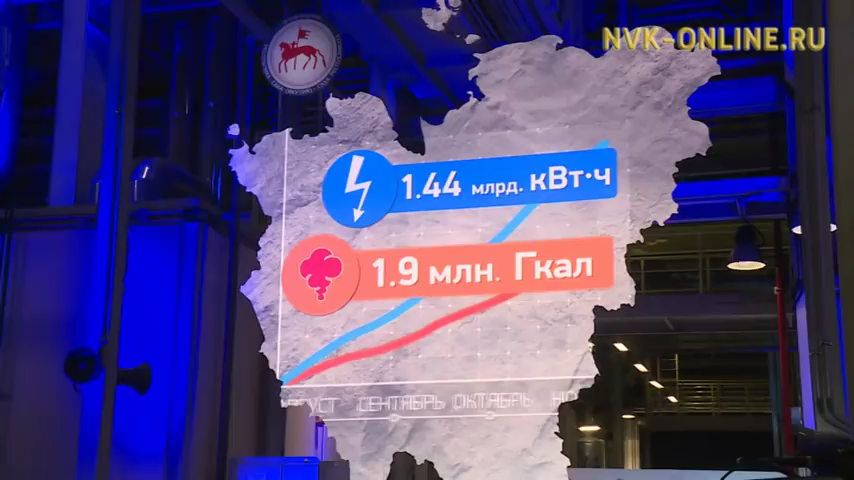 NVK-ONLINE.RU
1.44 млрд. кВт·ч
1.9 млн. Гкал
СЕНТЯБРЬ ОКТЯБРЬ